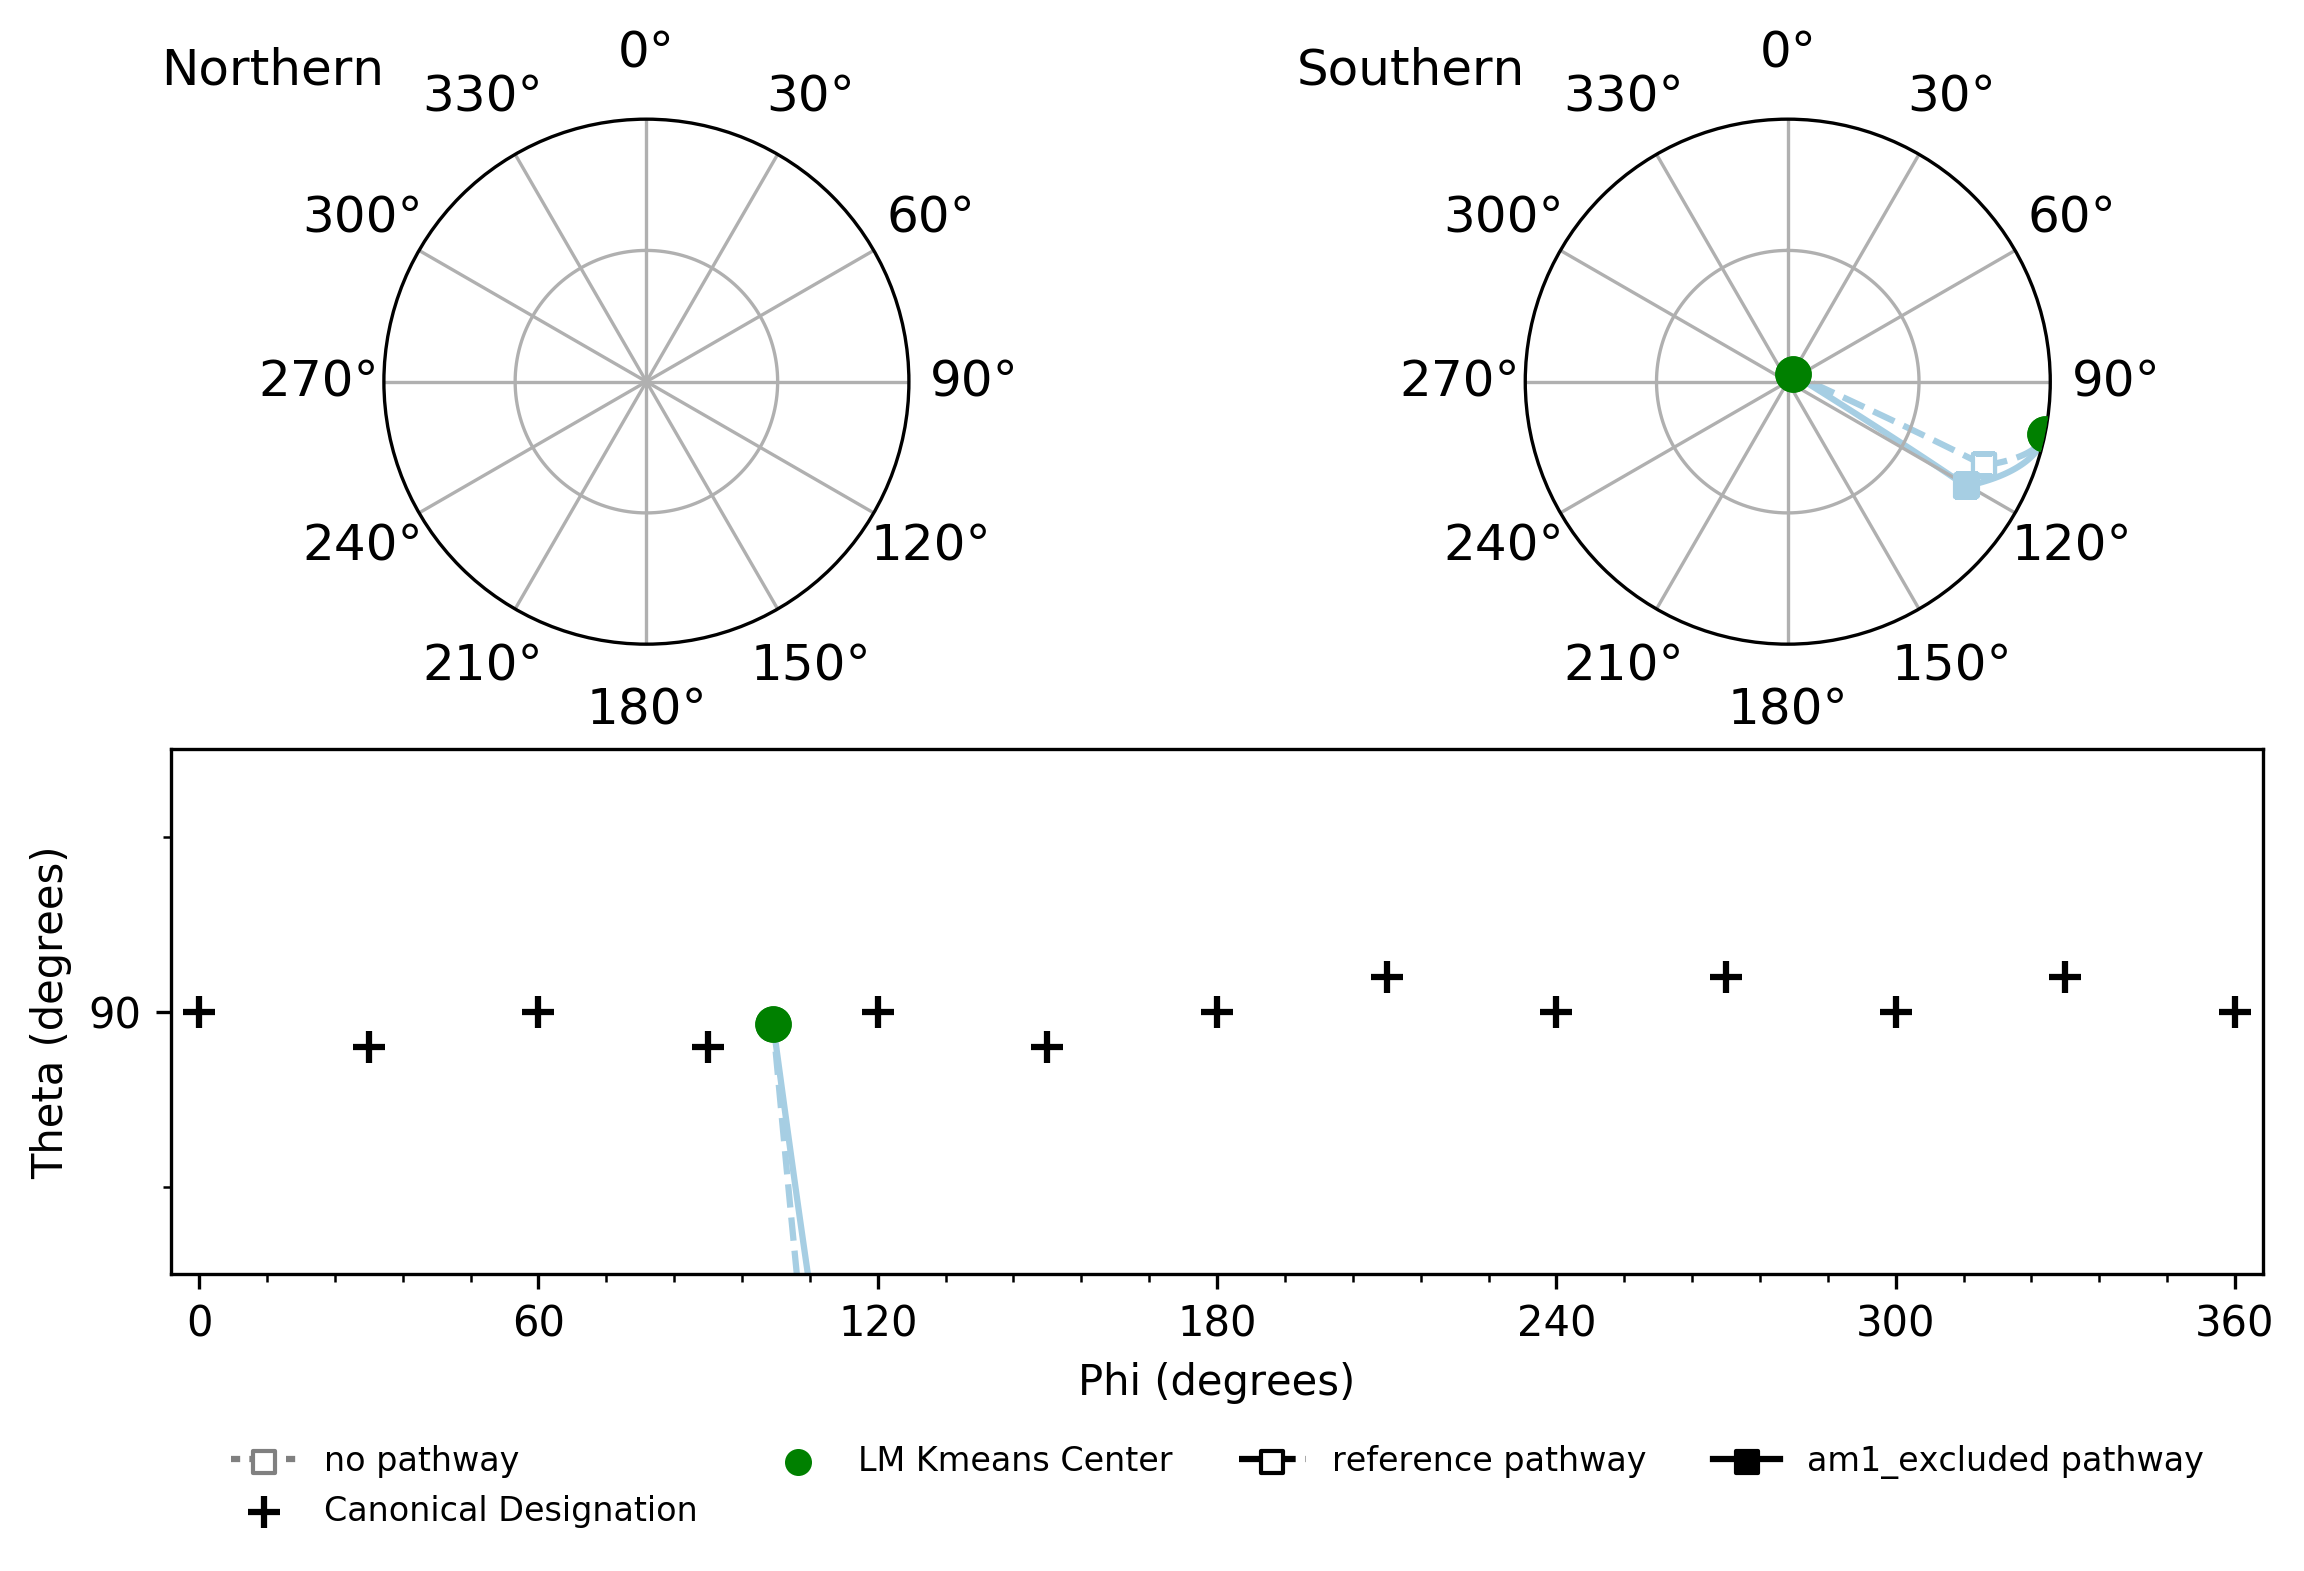 Northern
0°
30°
60°
90°
120°
150°
180°
210°
240°
270°
300°
330°
Southern
0°
30°
60°
90°
120°
150°
180°
210°
240°
270°
300°
330°
Theta (degrees)
90
0 60 120 180 240 300 360
Phi (degrees)
no pathway
Canonical Designation
LM Kmeans Center
reference pathway
am1_excluded pathway